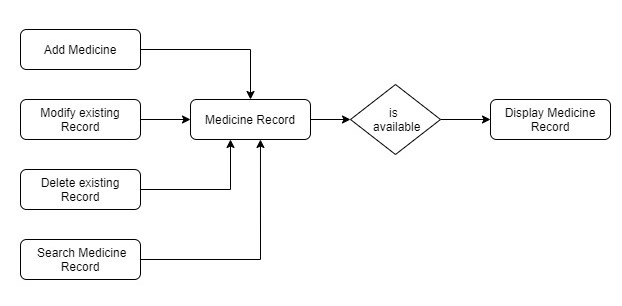 Add Medicine
Modify existing
Record
Medicine Record
is
available
Display Medicine
Record
Delete existing
Record
Search Medicine
Record